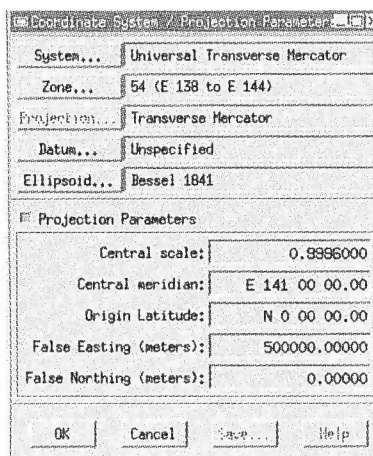 Coordinate System / Projection Parameters
System... Universal Transverse Mercator
Zone... 54 (E 138 to E 144)
Projection... Transverse Mercator
Datum... Unspecified
Ellipsoid... Bessel 1841
Projection Parameters
Central scale: 0.9996000
Central meridian: E 141 00 00.00
Origin Latitude: N 0 00 00.00
False Easting (meters): 500000.00000
False Northing (meters): 0.00000
OK Cancel Save... Help